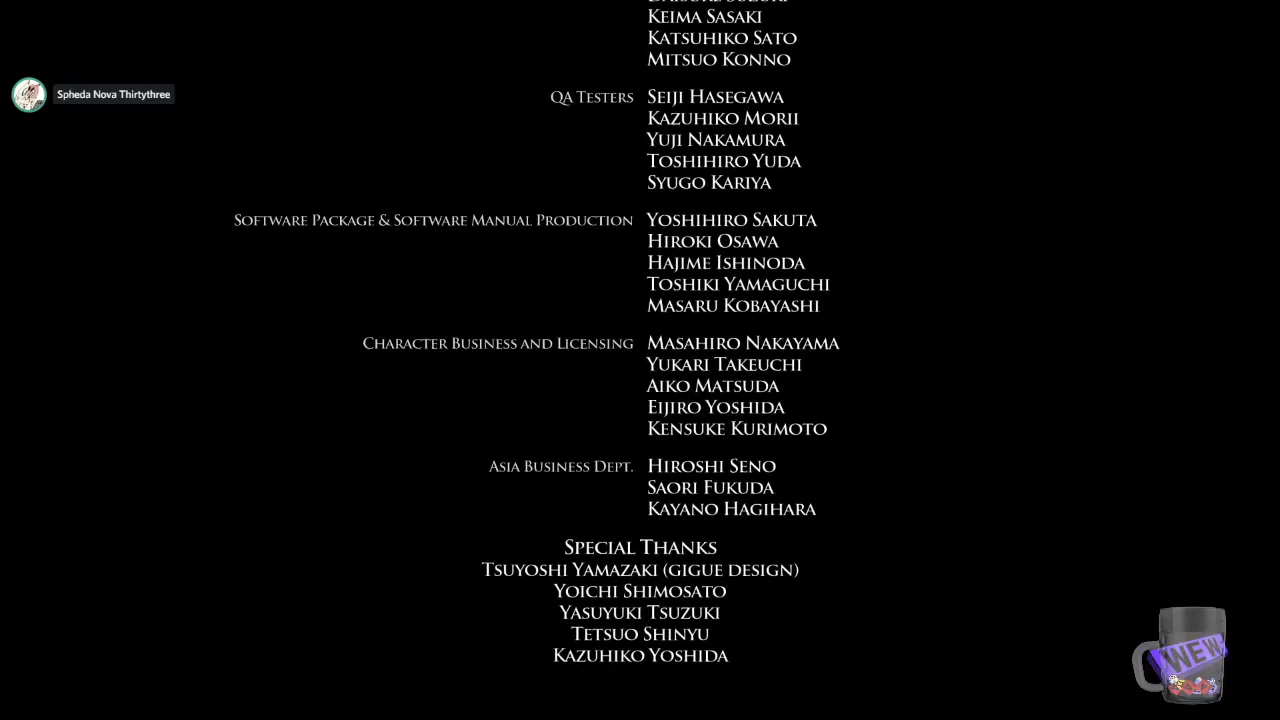 KEIMA SASAKI
KATSUHIKO SATO
MITSUO KONNO
Spheda Nova Thirtythree
QA TESTERS SEIJI HASEGAWA
KAZUHIKO MORII
YUJI NAKAMURA
TOSHIHIRO YUDA
SYUGO KARIYA
SOFTWARE PACKAGE & SOFTWARE MANUAL PRODUCTION YOSHIHIRO SAKUTA
HIROKI OSAWA
HAJIME ISHINODA
TOSHIKI YAMAGUCHI
MASARU KOBAYASHI
CHARACTER BUSINESS AND LICENSING MASAHIRO NAKAYAMA
YUKARI TAKEUCHI
AIKO MATSUDA
EIJIRO YOSHIDA
KENSUKE KURIMOTO
ASIA BUSINESS DEPT. HIROSHI SENO
SAORI FUKUDA
KAYANO HAGIHARA
SPECIAL THANKS
TSUYOSHI YAMAZAKI (GIGUE DESIGN)
YOICHI SHIMOSATO
YASUYUKI TSUZUKI
TETSUO SHINYU
KAZUHIKO YOSHIDA
WEW